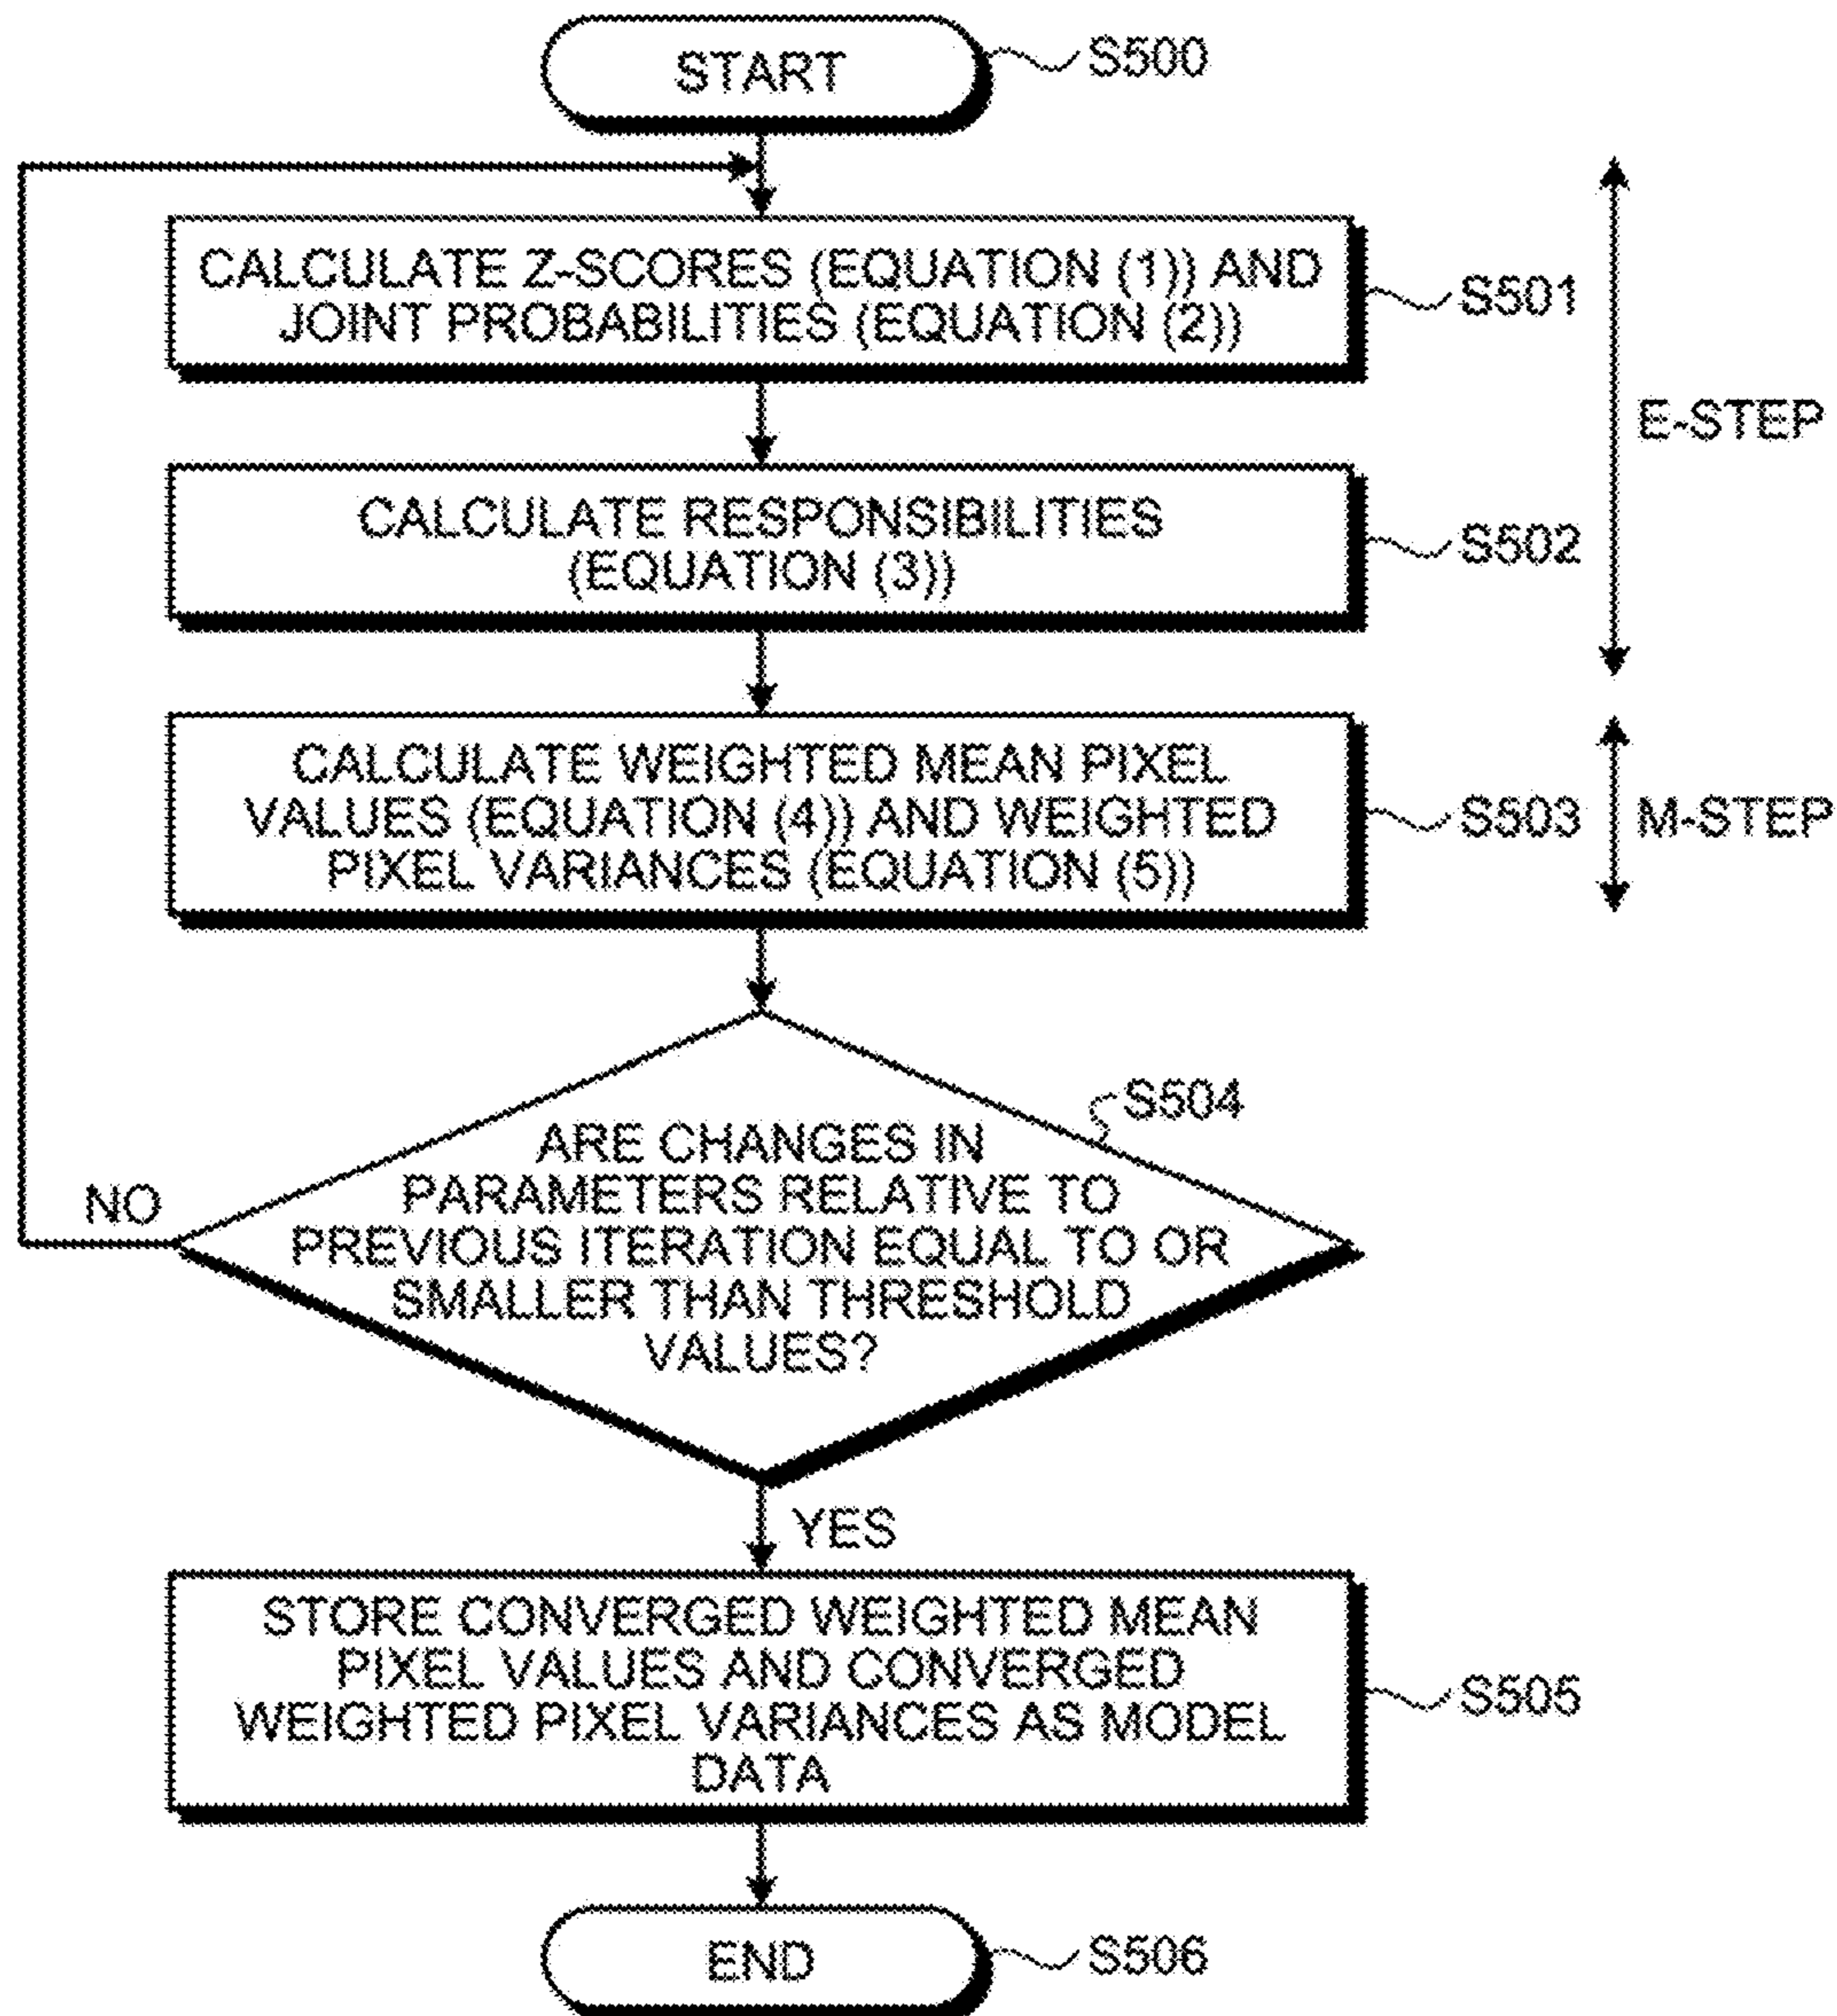 START
S500
CALCULATE Z-SCORES (EQUATION (1)) AND
JOINT PROBABILITIES (EQUATION (2))
S501
E-STEP
CALCULATE RESPONSIBILITIES
(EQUATION (3))
S502
CALCULATE WEIGHTED MEAN PIXEL
VALUES (EQUATION (4)) AND WEIGHTED
PIXEL VARIANCES (EQUATION (5))
S503
M-STEP
S504
ARE CHANGES IN
PARAMETERS RELATIVE TO
PREVIOUS ITERATION EQUAL TO OR
SMALLER THAN THRESHOLD
VALUES?
NO
YES
STORE CONVERGED WEIGHTED MEAN
PIXEL VALUES AND CONVERGED
WEIGHTED PIXEL VARIANCES AS MODEL
DATA
S505
END
S506